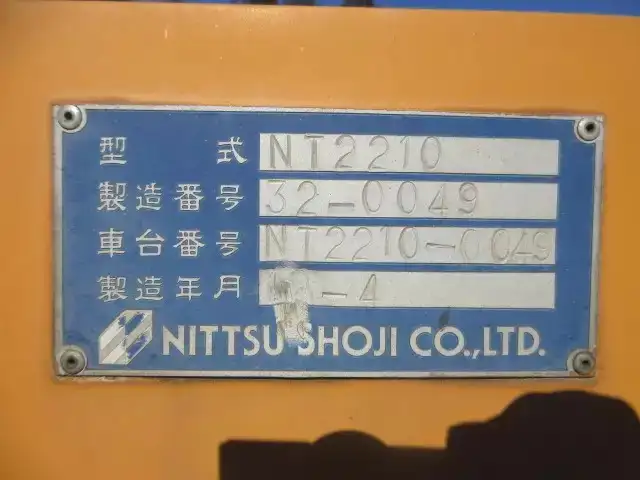 型 式 NT2210
製造番号 32-0049
車台番号 NT2210-0049
製造年月 -4
NITTSU SHOJI CO.,LTD.